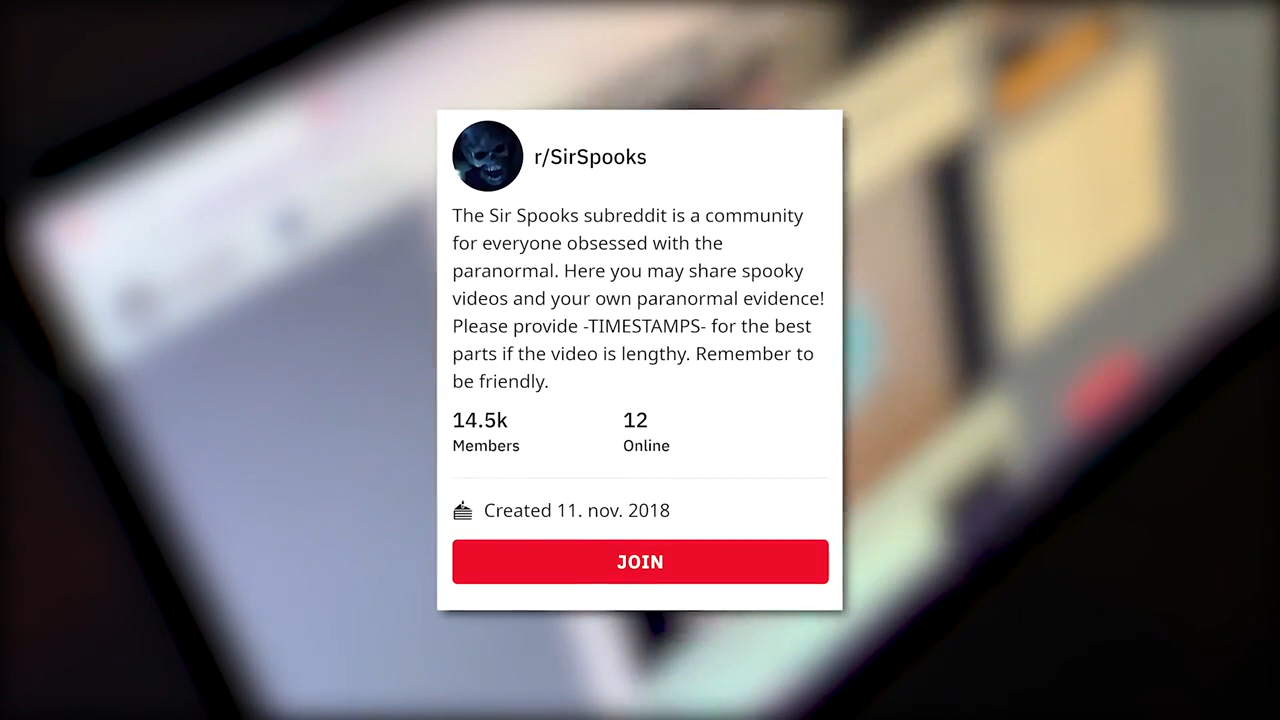 r/SirSpooks
The Sir Spooks subreddit is a community
for everyone obsessed with the
paranormal. Here you may share spooky
videos and your own paranormal evidence!
Please provide -TIMESTAMPS- for the best
parts if the video is lengthy. Remember to
be friendly.
14.5k 12
Members Online
Created 11. nov. 2018
JOIN